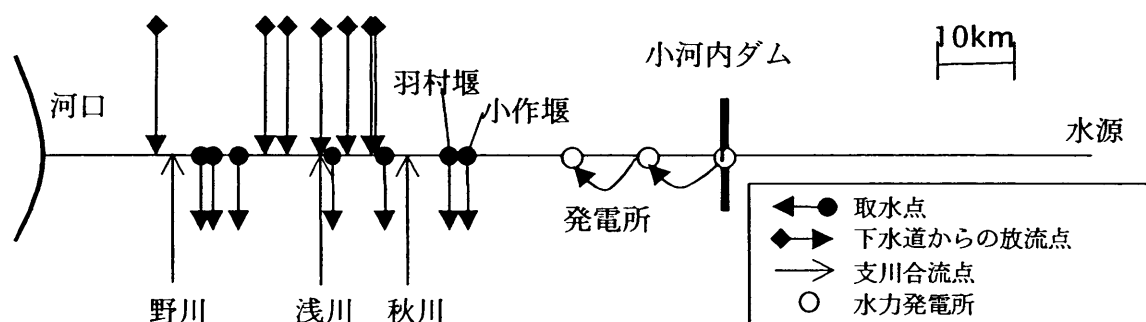 10km
小河内ダム
羽村堰
河口
小作堰
水源
発電所
取水点
下水道からの放流点
支川合流点
水力発電所
野川
浅川
秋川